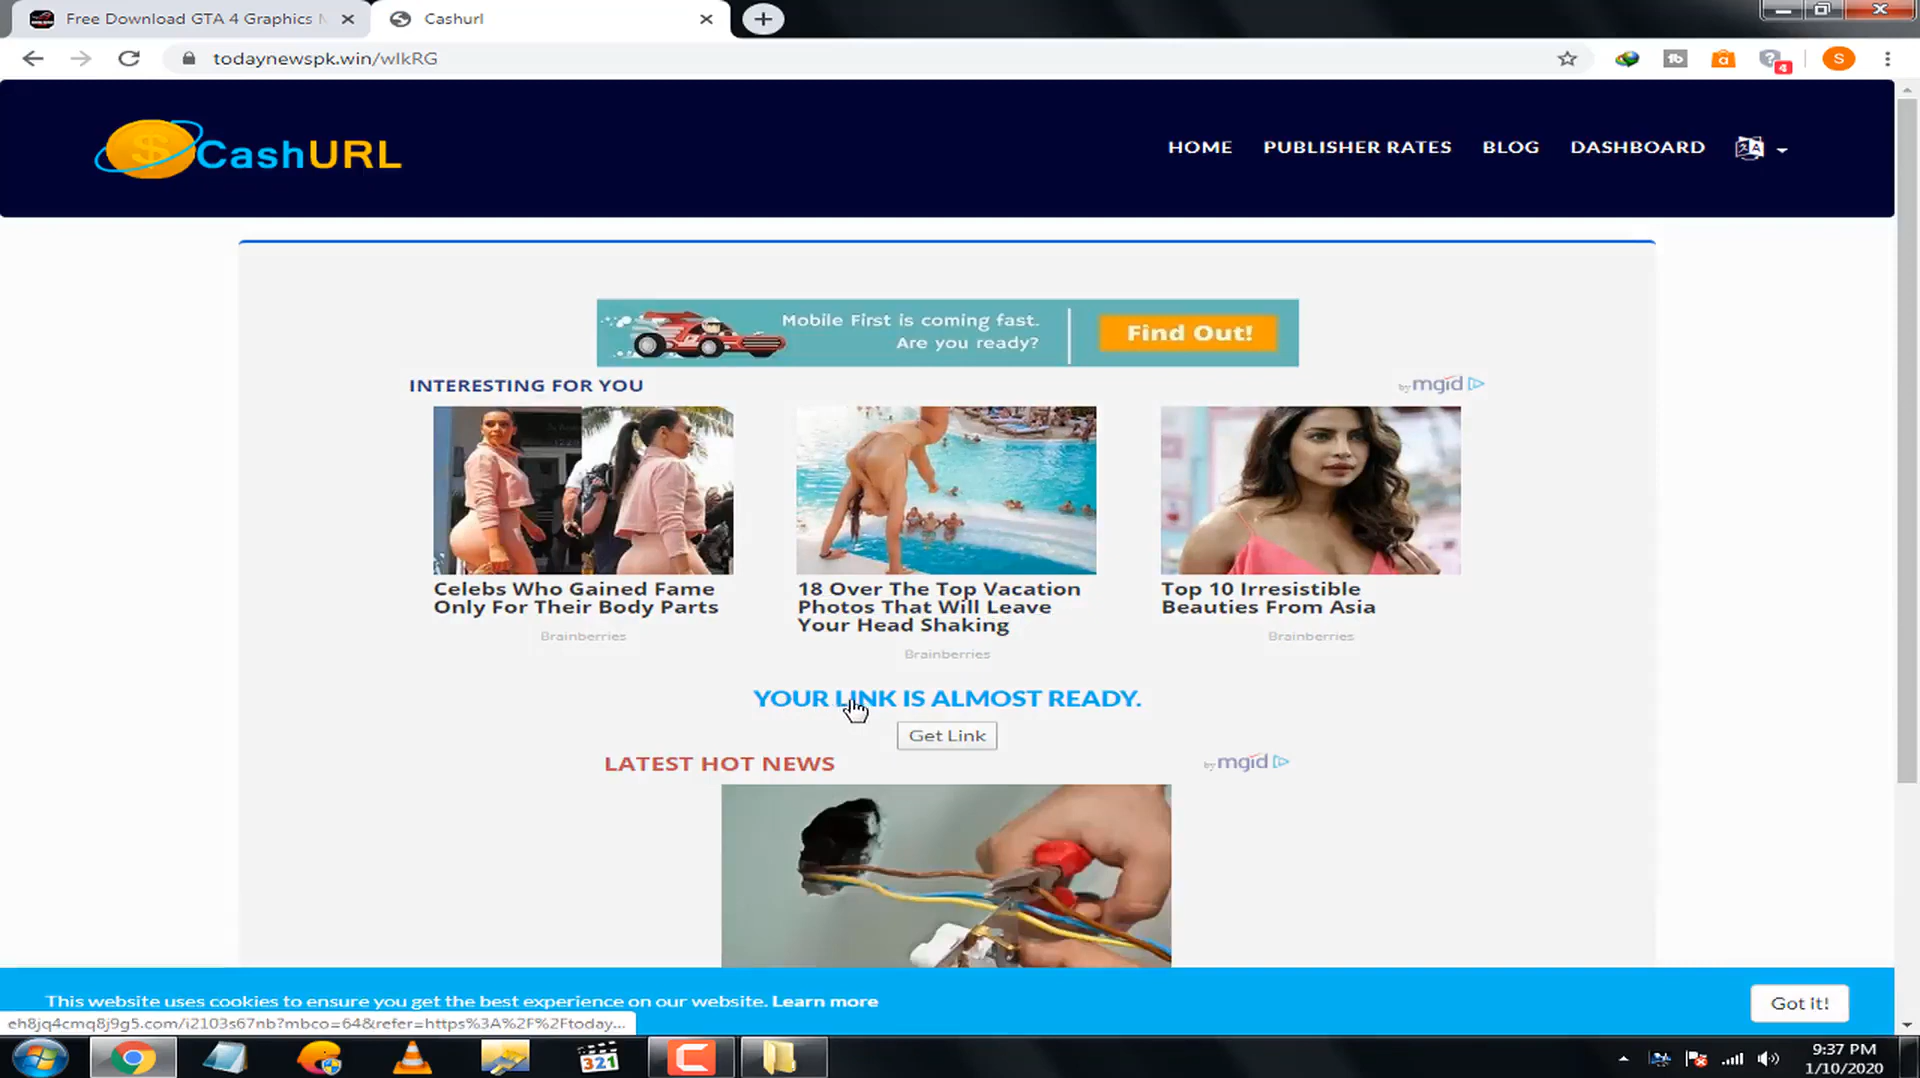 Free Download GTA 4 Graphics
Cashurl
todaynewspk.win/wIkRG
4
S
CashURL
HOME
PUBLISHER RATES
BLOG
DASHBOARD
Mobile First is coming fast.
Are you ready?
Find Out!
INTERESTING FOR YOU
by mgid
Celebs Who Gained Fame
Only For Their Body Parts
Brainberries
18 Over The Top Vacation
Photos That Will Leave
Your Head Shaking
Brainberries
Top 10 Irresistible
Beauties From Asia
Brainberries
YOUR LINK IS ALMOST READY.
Get Link
LATEST HOT NEWS
by mgid
This website uses cookies to ensure you get the best experience on our website. Learn more
Got it!
eh8jq4cmq8j9g5.com/i2103s67nb?mbco=64&refer=https%3A%2F%2Ftoday...
321
9:37 PM
1/10/2020